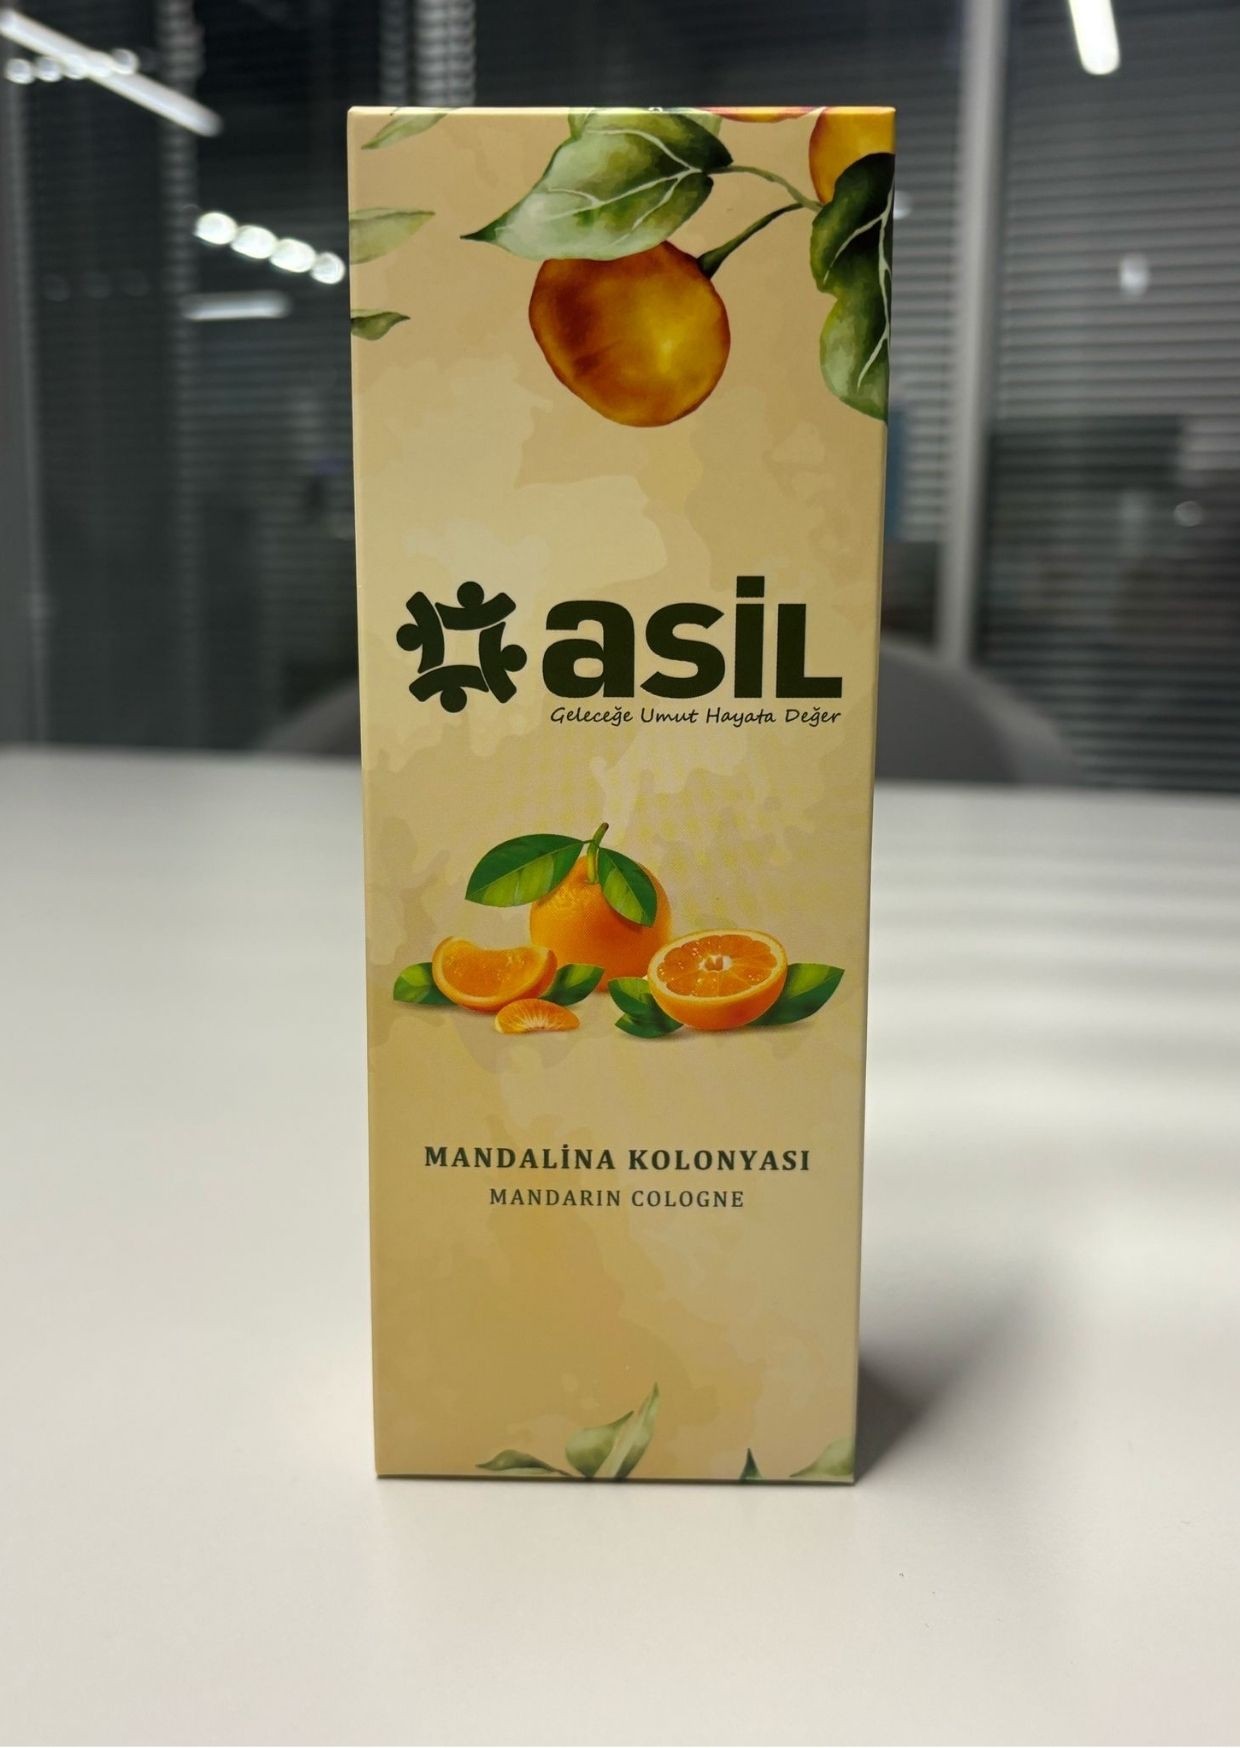 asiL
Geleceğe Umut Hayata Değer
MANDALİNA KOLONYASI
MANDARIN COLOGNE